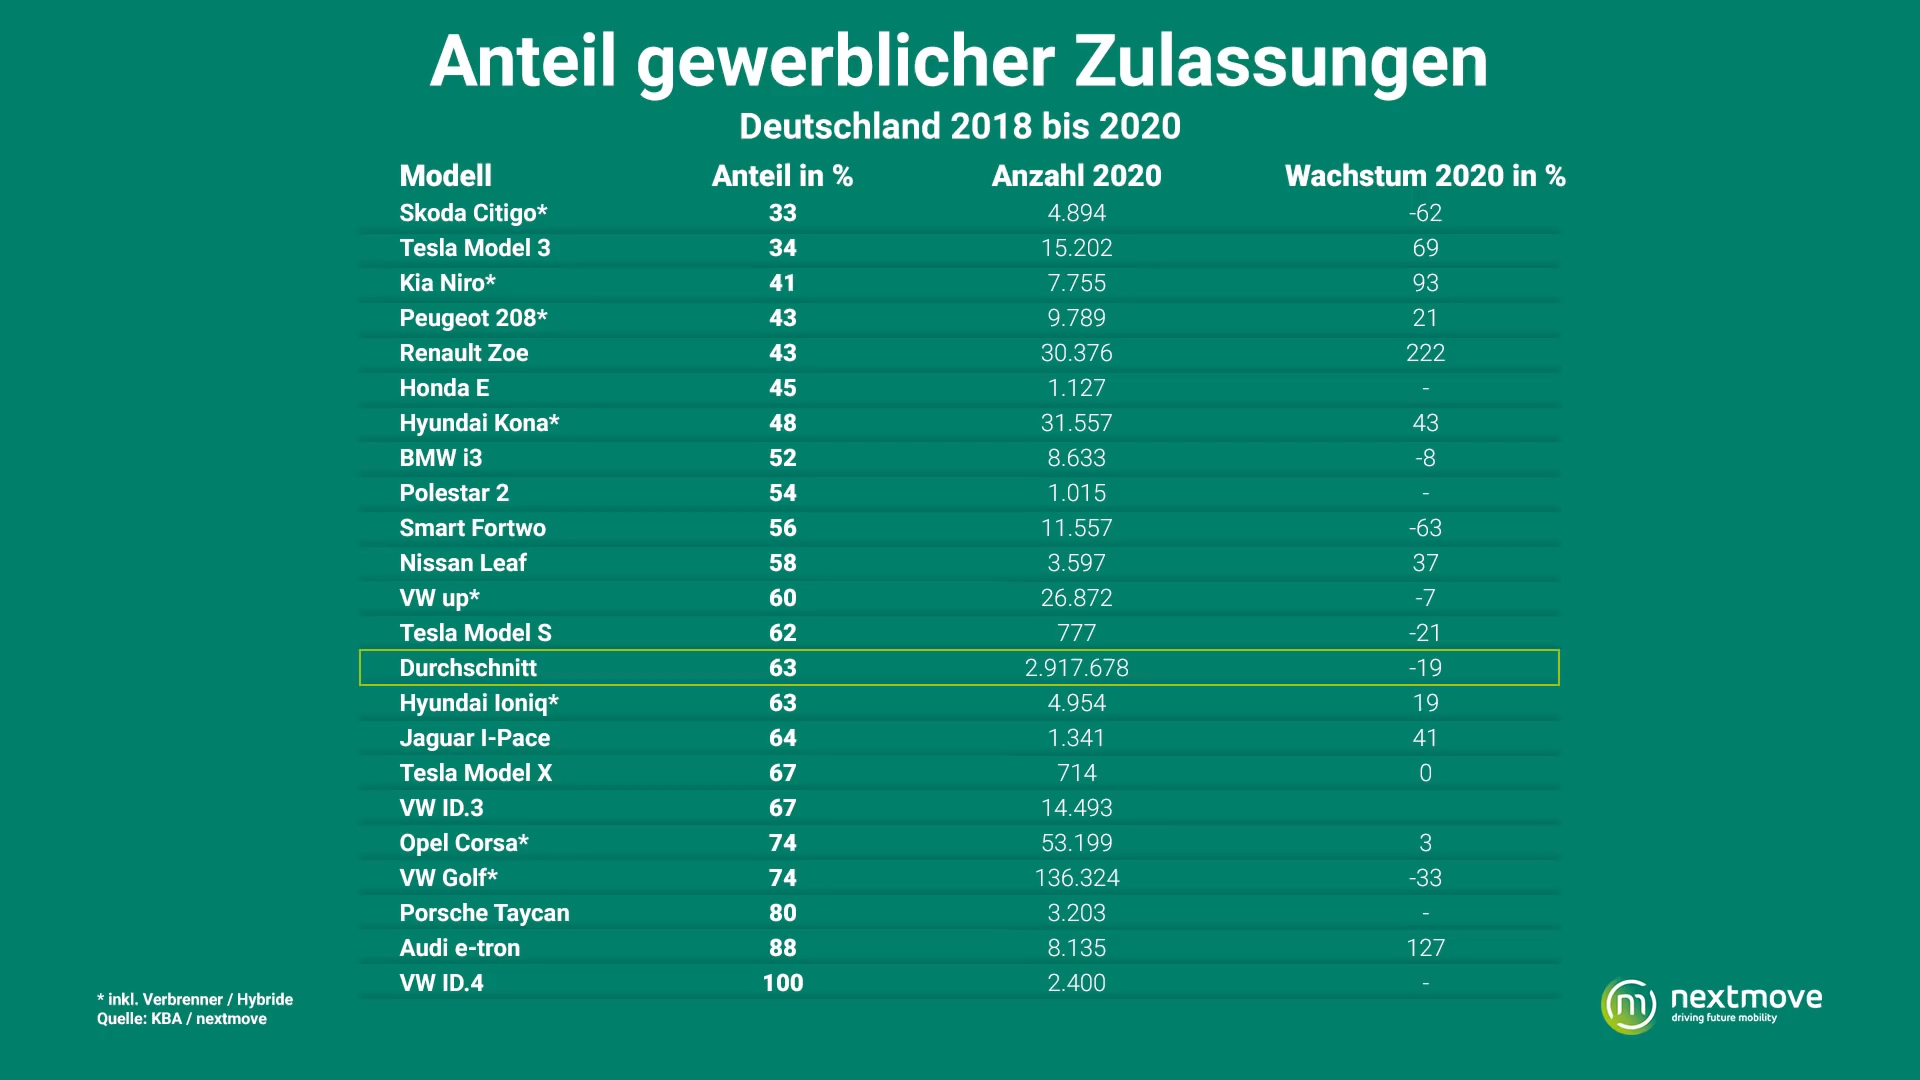 Anteil gewerblicher Zulassungen
Deutschland 2018 bis 2020
Modell Anteil in % Anzahl 2020 Wachstum 2020 in %
Skoda Citigo* 33 4.894 -62
Tesla Model 3 34 15.202 69
Kia Niro* 41 7.755 93
Peugeot 208* 43 9.789 21
Renault Zoe 43 30.376 222
Honda E 45 1.127 -
Hyundai Kona* 48 31.557 43
BMW i3 52 8.633 -8
Polestar 2 54 1.015 -
Smart Fortwo 56 11.557 -63
Nissan Leaf 58 3.597 37
VW up* 60 26.872 -7
Tesla Model S 62 777 -21
Durchschnitt 63 2.917.678 -19
Hyundai Ioniq* 63 4.954 19
Jaguar I-Pace 64 1.341 41
Tesla Model X 67 714 0
VW ID.3 67 14.493
Opel Corsa* 74 53.199 3
VW Golf* 74 136.324 -33
Porsche Taycan 80 3.203 -
Audi e-tron 88 8.135 127
VW ID.4 100 2.400 -
* inkl. Verbrenner / Hybride
Quelle: KBA / nextmove
m nextmove
driving future mobility